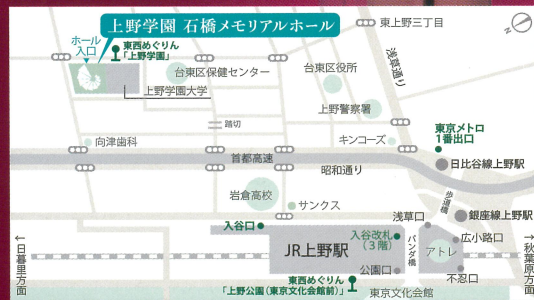 上野学園 石橋メモリアルホール
東上野三丁目
N
ホール
入口
東西めぐりん
「上野学園」
台東区保健センター
台東区役所
浅草通り
上野学園大学
上野警察署
踏切
向津歯科
キンコーズ
東京メトロ
1番出口
首都高速
昭和通り
日比谷線上野駅
岩倉高校
歩道橋
サンクス
銀座線上野駅
入谷口
浅草口
広小路口
入谷改札
(3階)
パンダ橋
アトレ
JR上野駅
公園口
不忍口
←日暮里方面
→秋葉原方面
東西めぐりん
「上野公園(東京文化会館前)」
東京文化会館